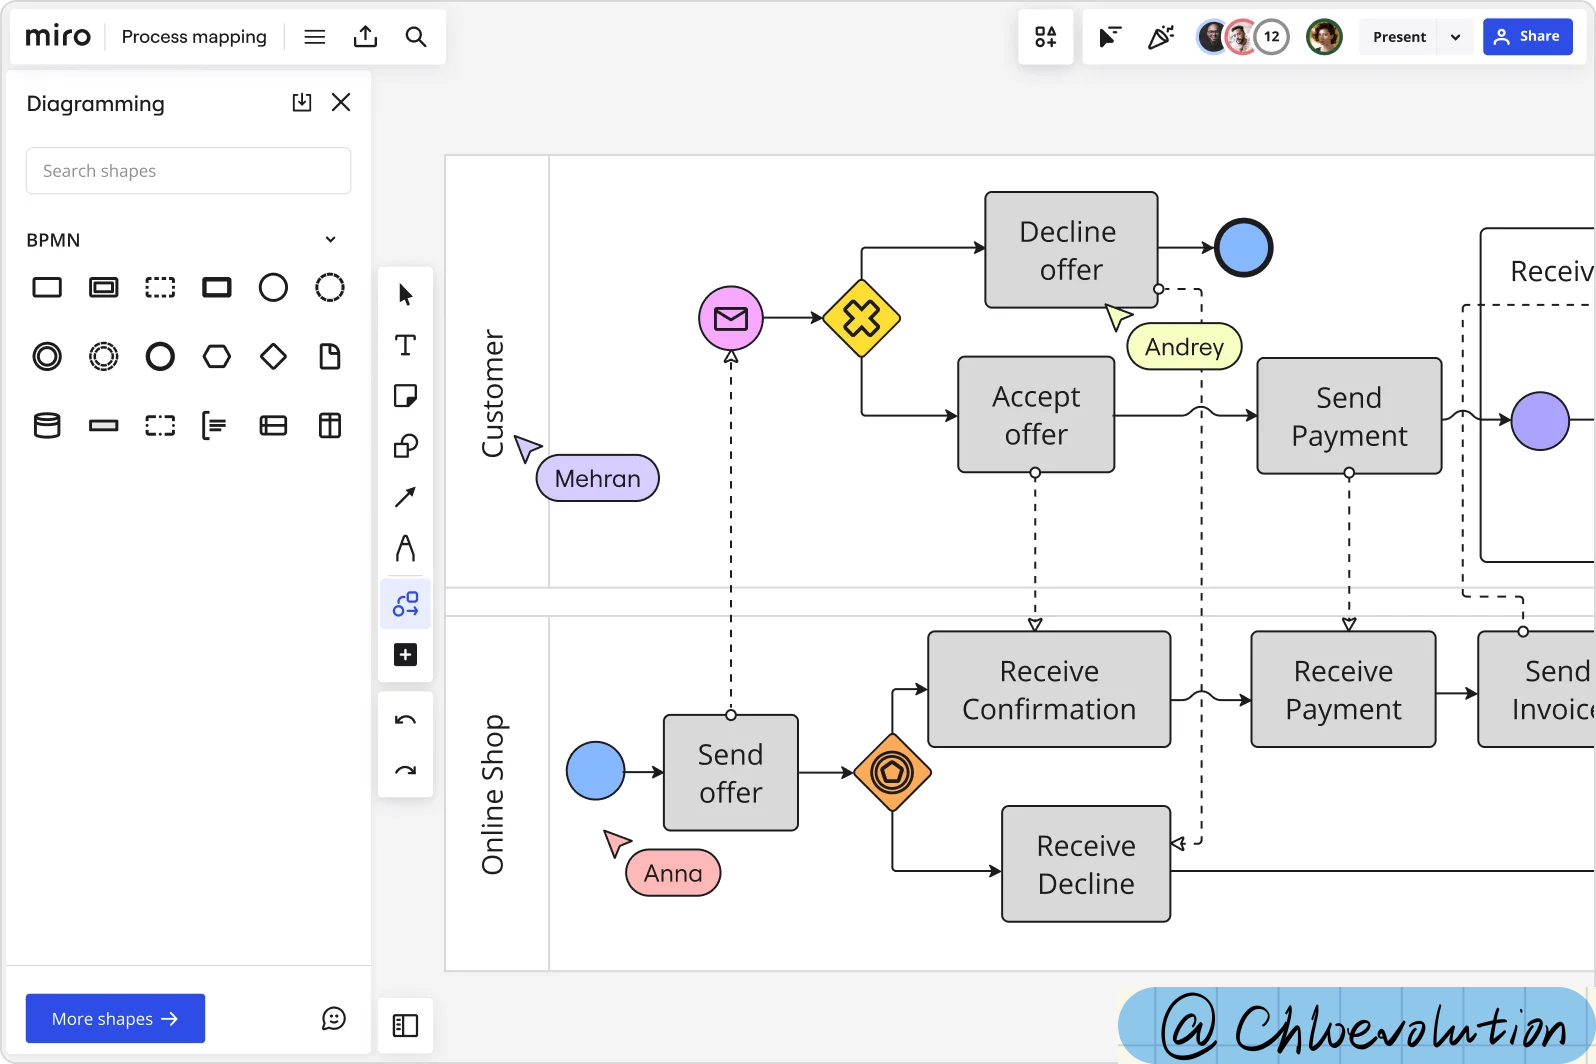 miro
Process mapping
12
Present
Share
Diagramming
Search shapes
BPMN
Customer
Decline
offer
Andrey
Receiv
Accept
offer
Send
Payment
Mehran
Online Shop
Send
offer
Receive
Confirmation
Receive
Payment
Send
Invoice
Anna
Receive
Decline
More shapes
@Chloevolution